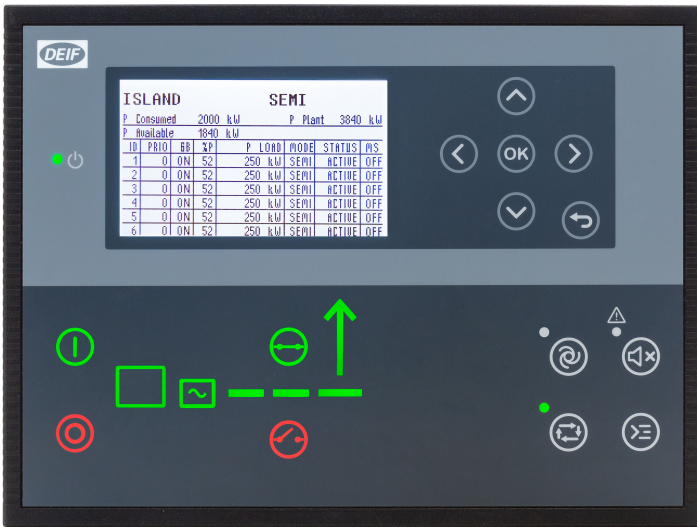 DEIF
ISLAND SEMI
P Consumed 2000 kW P Plant 3840 kW
P Available 1840 kW
ID PRIO GB %P P LOAD MODE STATUS MS
1 0 ON 52 250 kW SEMI ACTIVE OFF
2 0 ON 52 250 kW SEMI ACTIVE OFF
3 0 ON 52 250 kW SEMI ACTIVE OFF
4 0 ON 52 250 kW SEMI ACTIVE OFF
5 0 ON 52 250 kW SEMI ACTIVE OFF
6 0 ON 52 250 kW SEMI ACTIVE OFF
OK